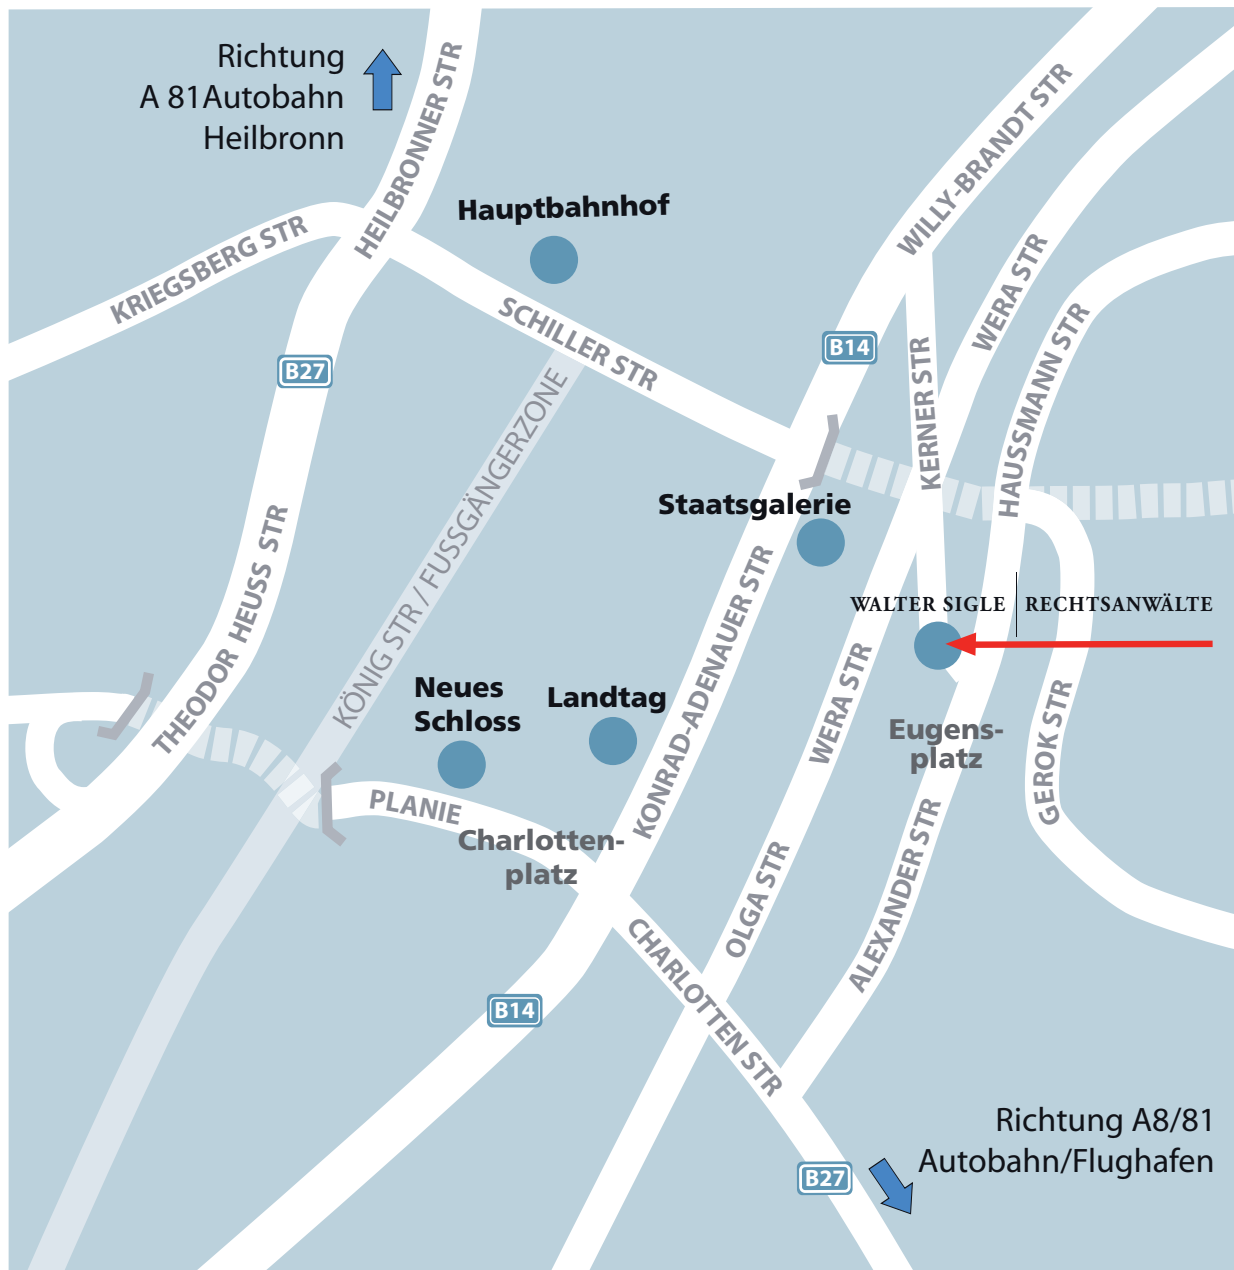 Richtung
A 81Autobahn
Heilbronn
HEILBRONNER STR
WILLY-BRANDT STR
Hauptbahnhof
KRIEGSBERG STR
WERA STR
SCHILLER STR
HAUSSMANN STR
B14
B27
KERNER STR
KÖNIG STR / FUSSGÄNGERZONE
Staatsgalerie
THEODOR HEUSS STR
KONRAD-ADENAUER STR
WALTER SIGLE | RECHTSANWÄLTE
WERA STR
Neues
Schloss
Landtag
Eugens-
platz
GEROK STR
PLANIE
Charlotten-
platz
OLGA STR
ALEXANDER STR
CHARLOTTEN STR
B14
Richtung A8/81
Autobahn/Flughafen
B27